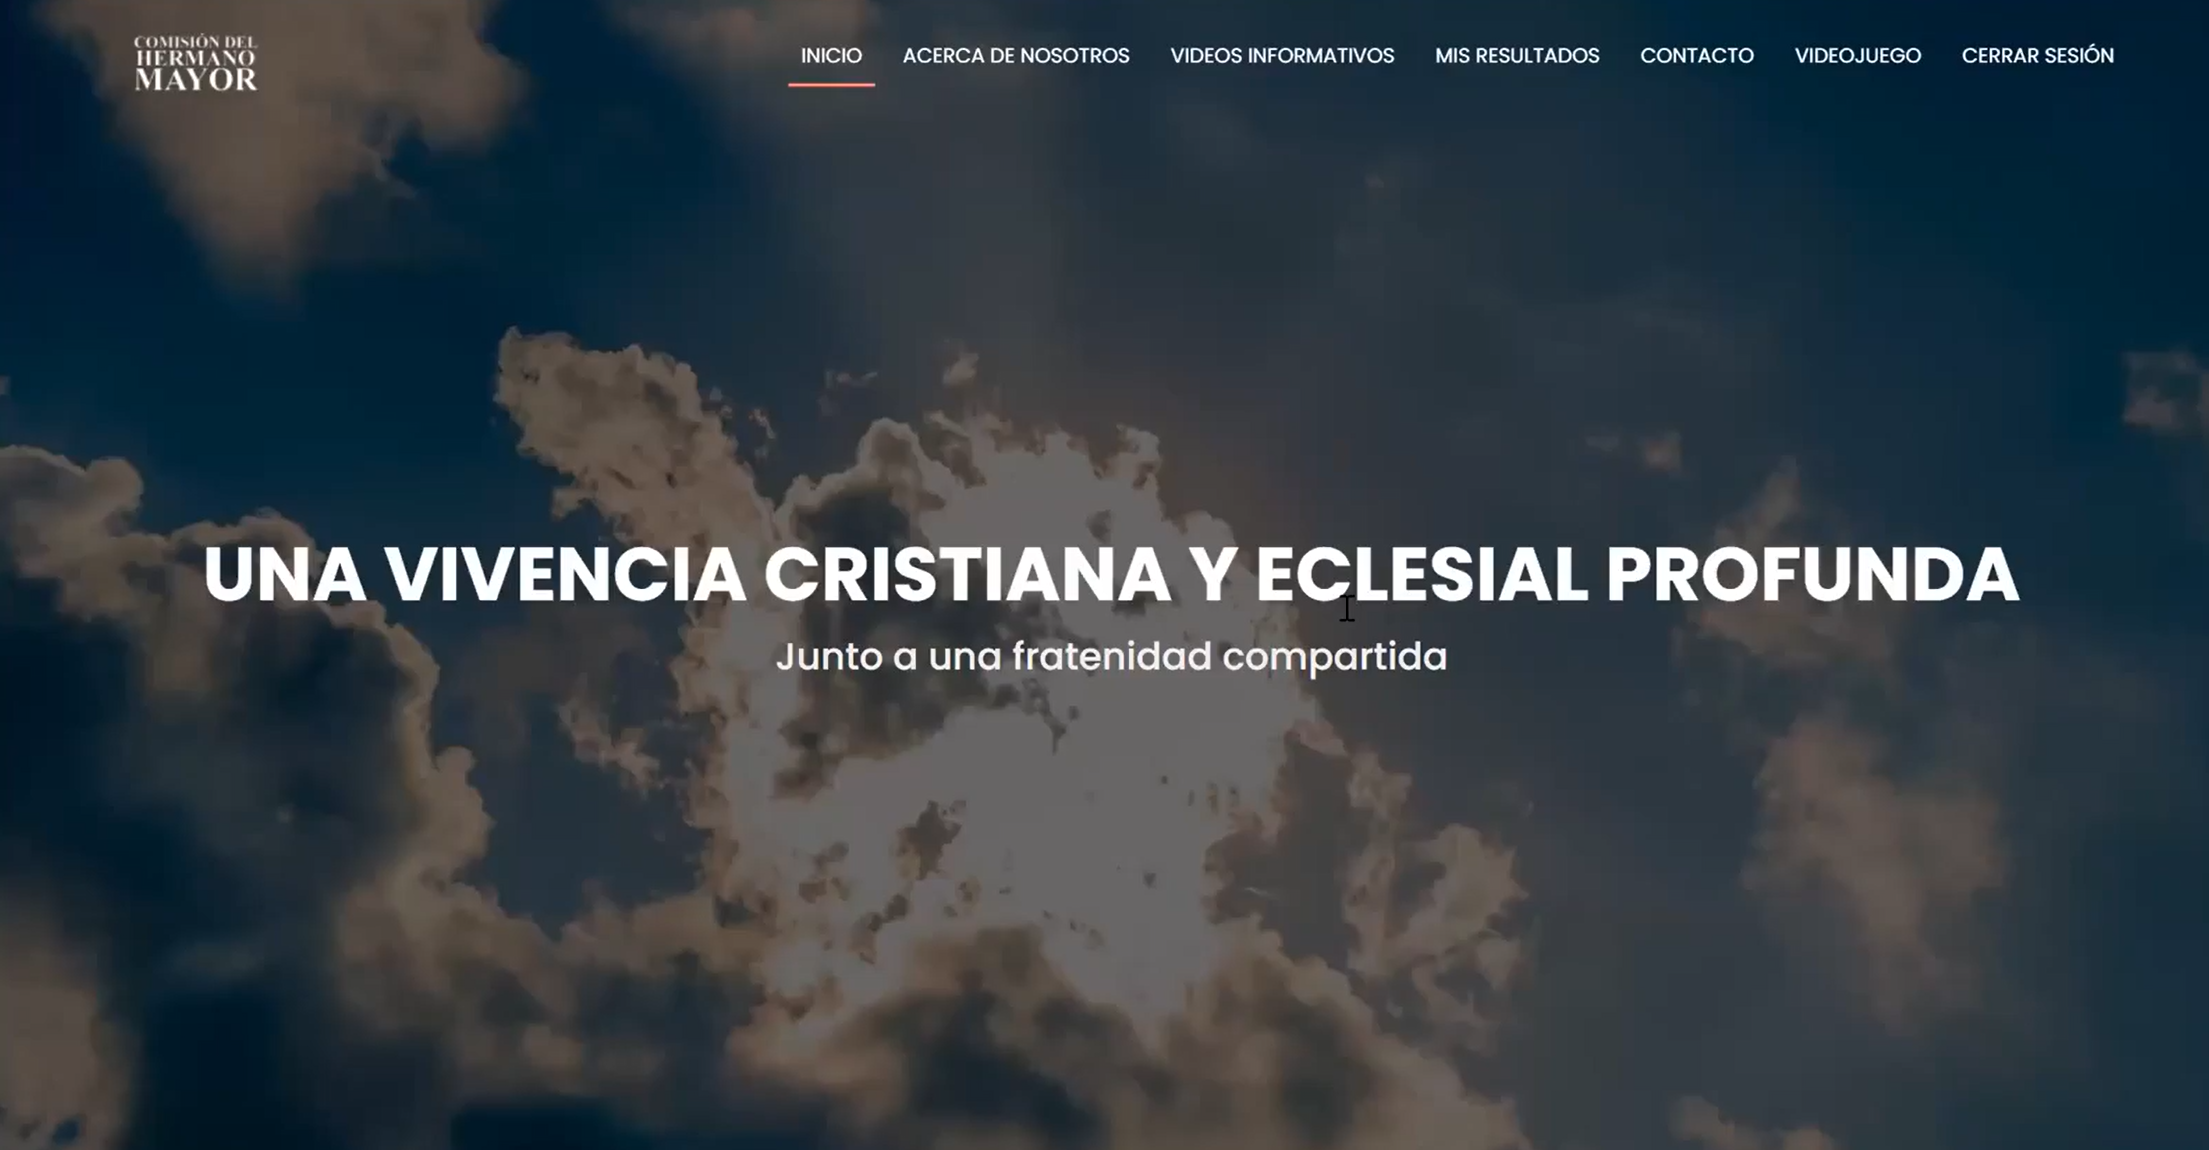 COMISIÓN DEL
HERMANO
MAYOR
INICIO ACERCA DE NOSOTROS VIDEOS INFORMATIVOS MIS RESULTADOS CONTACTO VIDEOJUEGO CERRAR SESIÓN
UNA VIVENCIA CRISTIANA Y ECLESIAL PROFUNDA
Junto a una fratenidad compartida